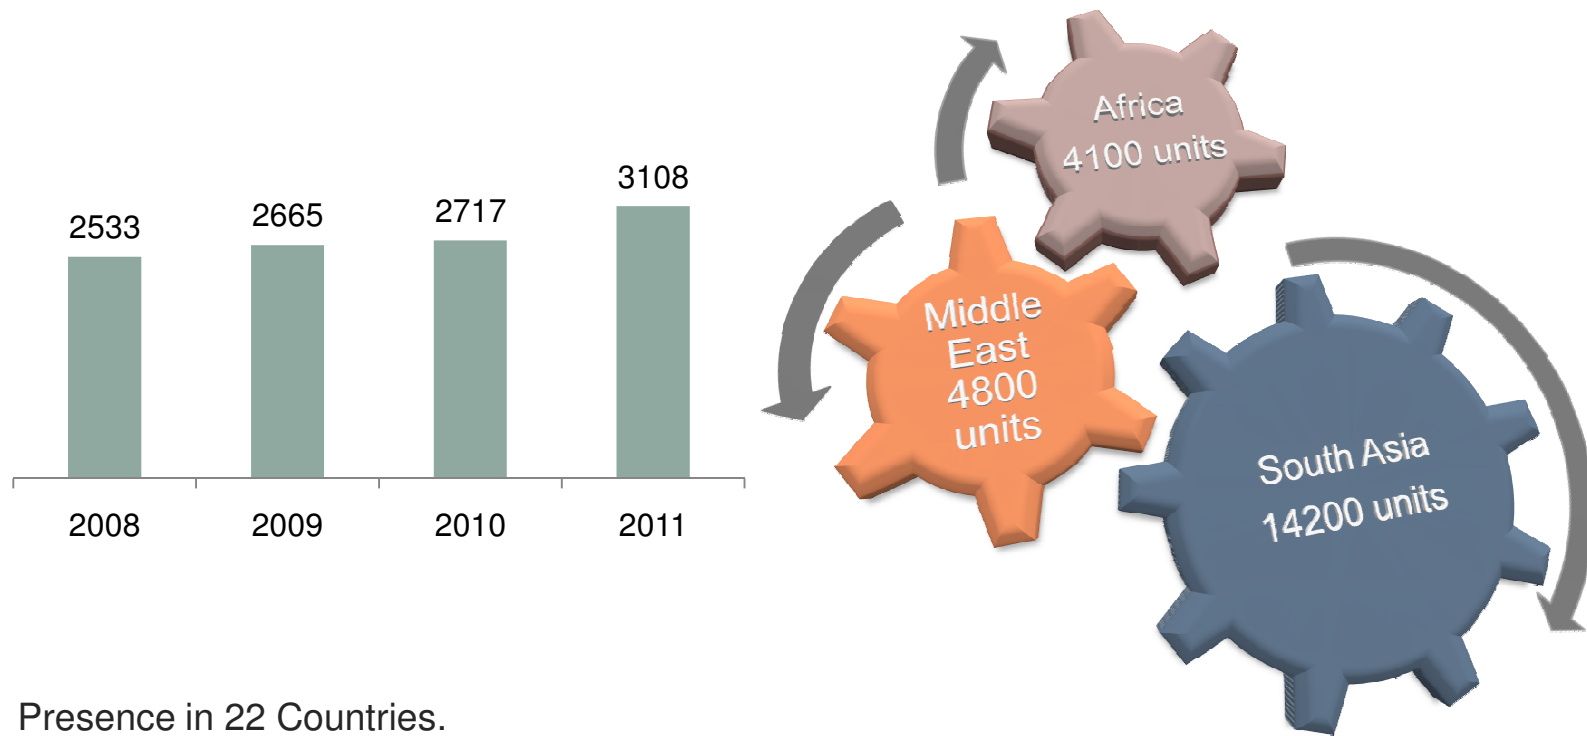 2533
2665
2717
3108
2008
2009
2010
2011
Presence in 22 Countries.
Africa
4100 units
Middle
East
4800
units
South Asia
14200 units